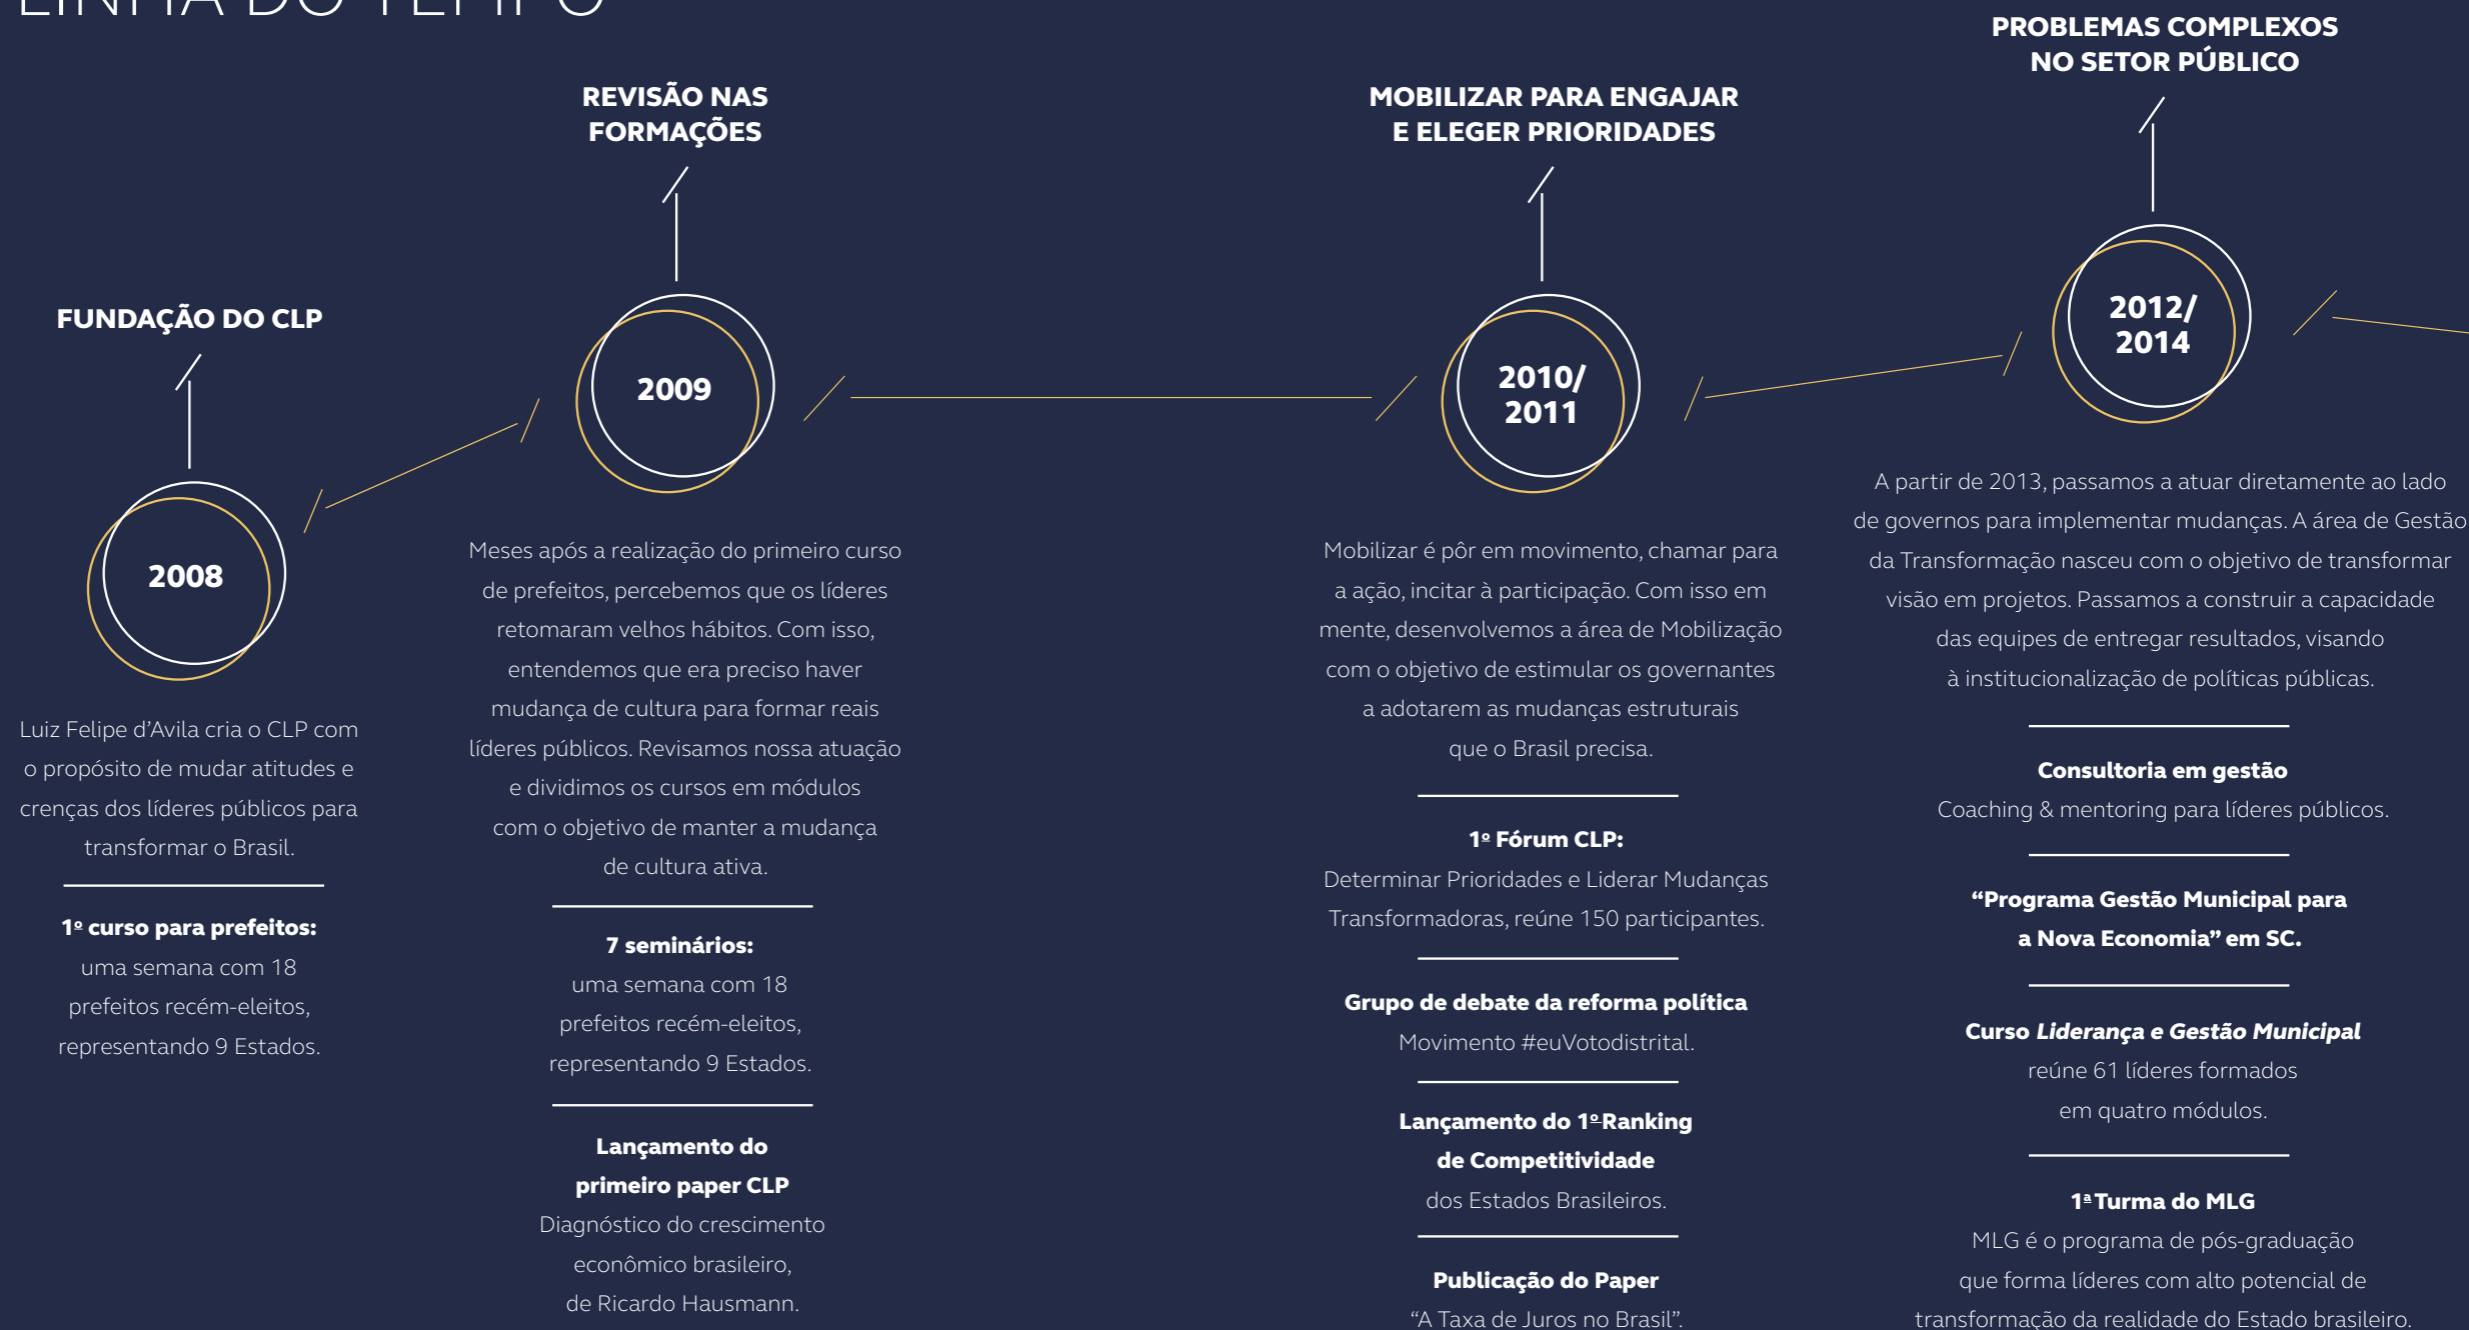 LINHA DO TEMPO
FUNDAÇÃO DO CLP
2008
Luiz Felipe d’Avila cria o CLP com
o propósito de mudar atitudes e
crenças dos líderes públicos para
transformar o Brasil.
1º curso para prefeitos:
uma semana com 18
prefeitos recém-eleitos,
representando 9 Estados.
REVISÃO NAS
FORMAÇÕES
2009
Meses após a realização do primeiro curso
de prefeitos, percebemos que os líderes
retomaram velhos hábitos. Com isso,
entendemos que era preciso haver
mudança de cultura para formar reais
líderes públicos. Revisamos nossa atuação
e dividimos os cursos em módulos
com o objetivo de manter a mudança
de cultura ativa.
7 seminários:
uma semana com 18
prefeitos recém-eleitos,
representando 9 Estados.
Lançamento do
primeiro paper CLP
Diagnóstico do crescimento
econômico brasileiro,
de Ricardo Hausmann.
MOBILIZAR PARA ENGAJAR
E ELEGER PRIORIDADES
2010/
2011
Mobilizar é pôr em movimento, chamar para
a ação, incitar à participação. Com isso em
mente, desenvolvemos a área de Mobilização
com o objetivo de estimular os governantes
a adotarem as mudanças estruturais
que o Brasil precisa.
1º Fórum CLP:
Determinar Prioridades e Liderar Mudanças
Transformadoras, reúne 150 participantes.
Grupo de debate da reforma política
Movimento #euVotodistrital.
Lançamento do 1º Ranking
de Competitividade
dos Estados Brasileiros.
Publicação do Paper
“A Taxa de Juros no Brasil”.
PROBLEMAS COMPLEXOS
NO SETOR PÚBLICO
2012/
2014
A partir de 2013, passamos a atuar diretamente ao lado
de governos para implementar mudanças. A área de Gestão
da Transformação nasceu com o objetivo de transformar
visão em projetos. Passamos a construir a capacidade
das equipes de entregar resultados, visando
à institucionalização de políticas públicas.
Consultoria em gestão
Coaching & mentoring para líderes públicos.
“Programa Gestão Municipal para
a Nova Economia” em SC.
Curso Liderança e Gestão Municipal
reúne 61 líderes formados
em quatro módulos.
1ª Turma do MLG
MLG é o programa de pós-graduação
que forma líderes com alto potencial de
transformação da realidade do Estado brasileiro.